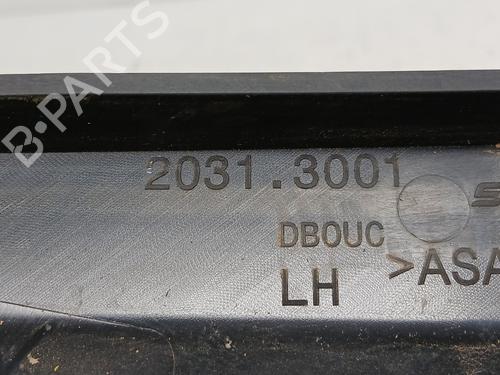 B-PARTS
2031.3001
DBOUC
LH >ASA